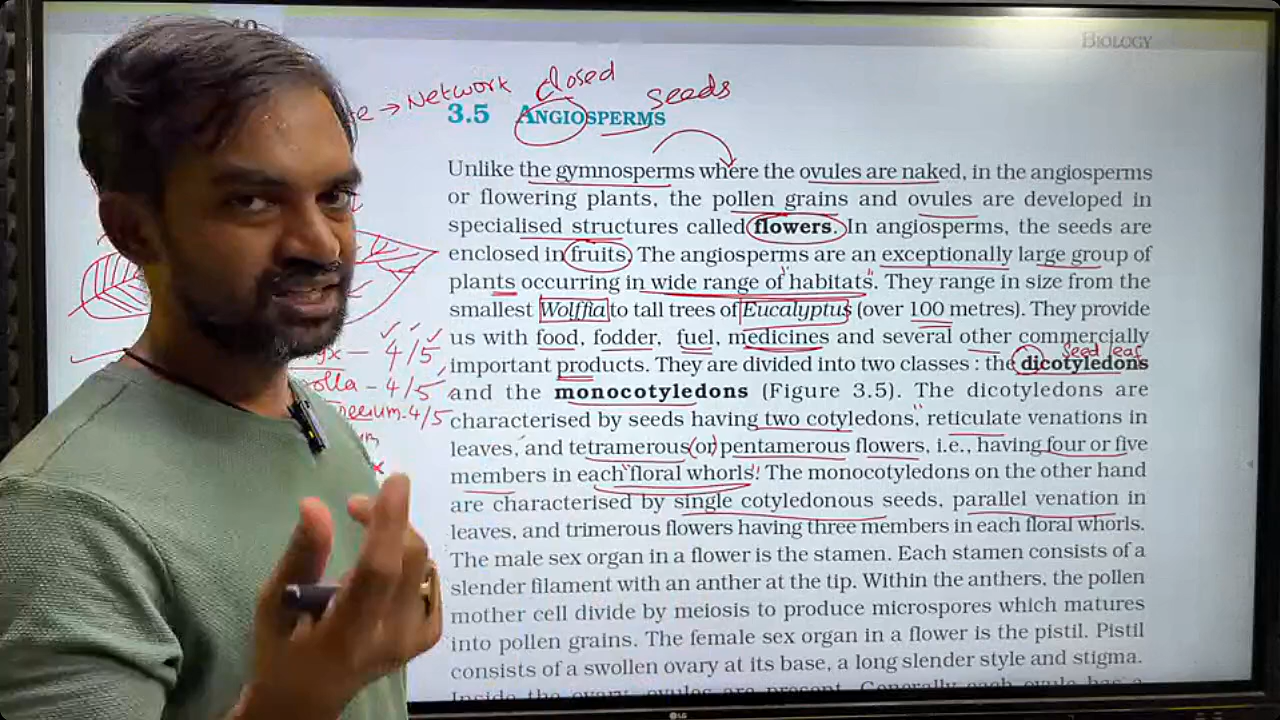 BIOLOGY
→ Network closed
seeds
3.5 ANGIOSPERMS
Unlike the gymnosperms where the ovules are naked, in the angiosperms
or flowering plants, the pollen grains and ovules are developed in
specialised structures called flowers. In angiosperms, the seeds are
enclosed in fruits. The angiosperms are an exceptionally large group of
plants occurring in wide range of "habitats". They range in size from the
smallest Wolffia to tall trees of Eucalyptus (over 100 metres). They provide
us with food, fodder, fuel, medicines and several other commercially
seed leaf
important products. They are divided into two classes : the dicotyledons
and the monocotyledons (Figure 3.5). The dicotyledons are
characterised by seeds having two cotyledons, reticulate venations in
leaves, and tetramerous (or) pentamerous flowers, i.e., having four or five
members in each floral whorls. The monocotyledons on the other hand
are characterised by single cotyledonous seeds, parallel venation in
leaves, and trimerous flowers having three members in each floral whorls.
The male sex organ in a flower is the stamen. Each stamen consists of a
slender filament with an anther at the tip. Within the anthers, the pollen
mother cell divide by meiosis to produce microspores which matures
into pollen grains. The female sex organ in a flower is the pistil. Pistil
consists of a swollen ovary at its base, a long slender style and stigma.
Inside the ovary, ovules are present. Generally each ovule has a
– 4/5
– 4/5
4/5
LG